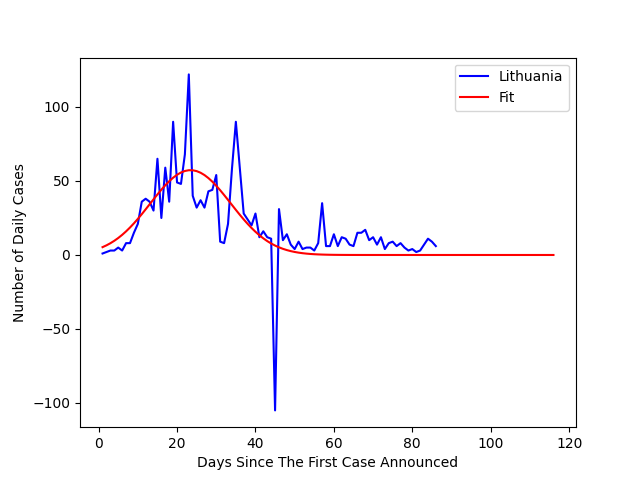 Lithuania
Fit
Number of Daily Cases
100
50
0
−50
−100
0 20 40 60 80 100 120
Days Since The First Case Announced